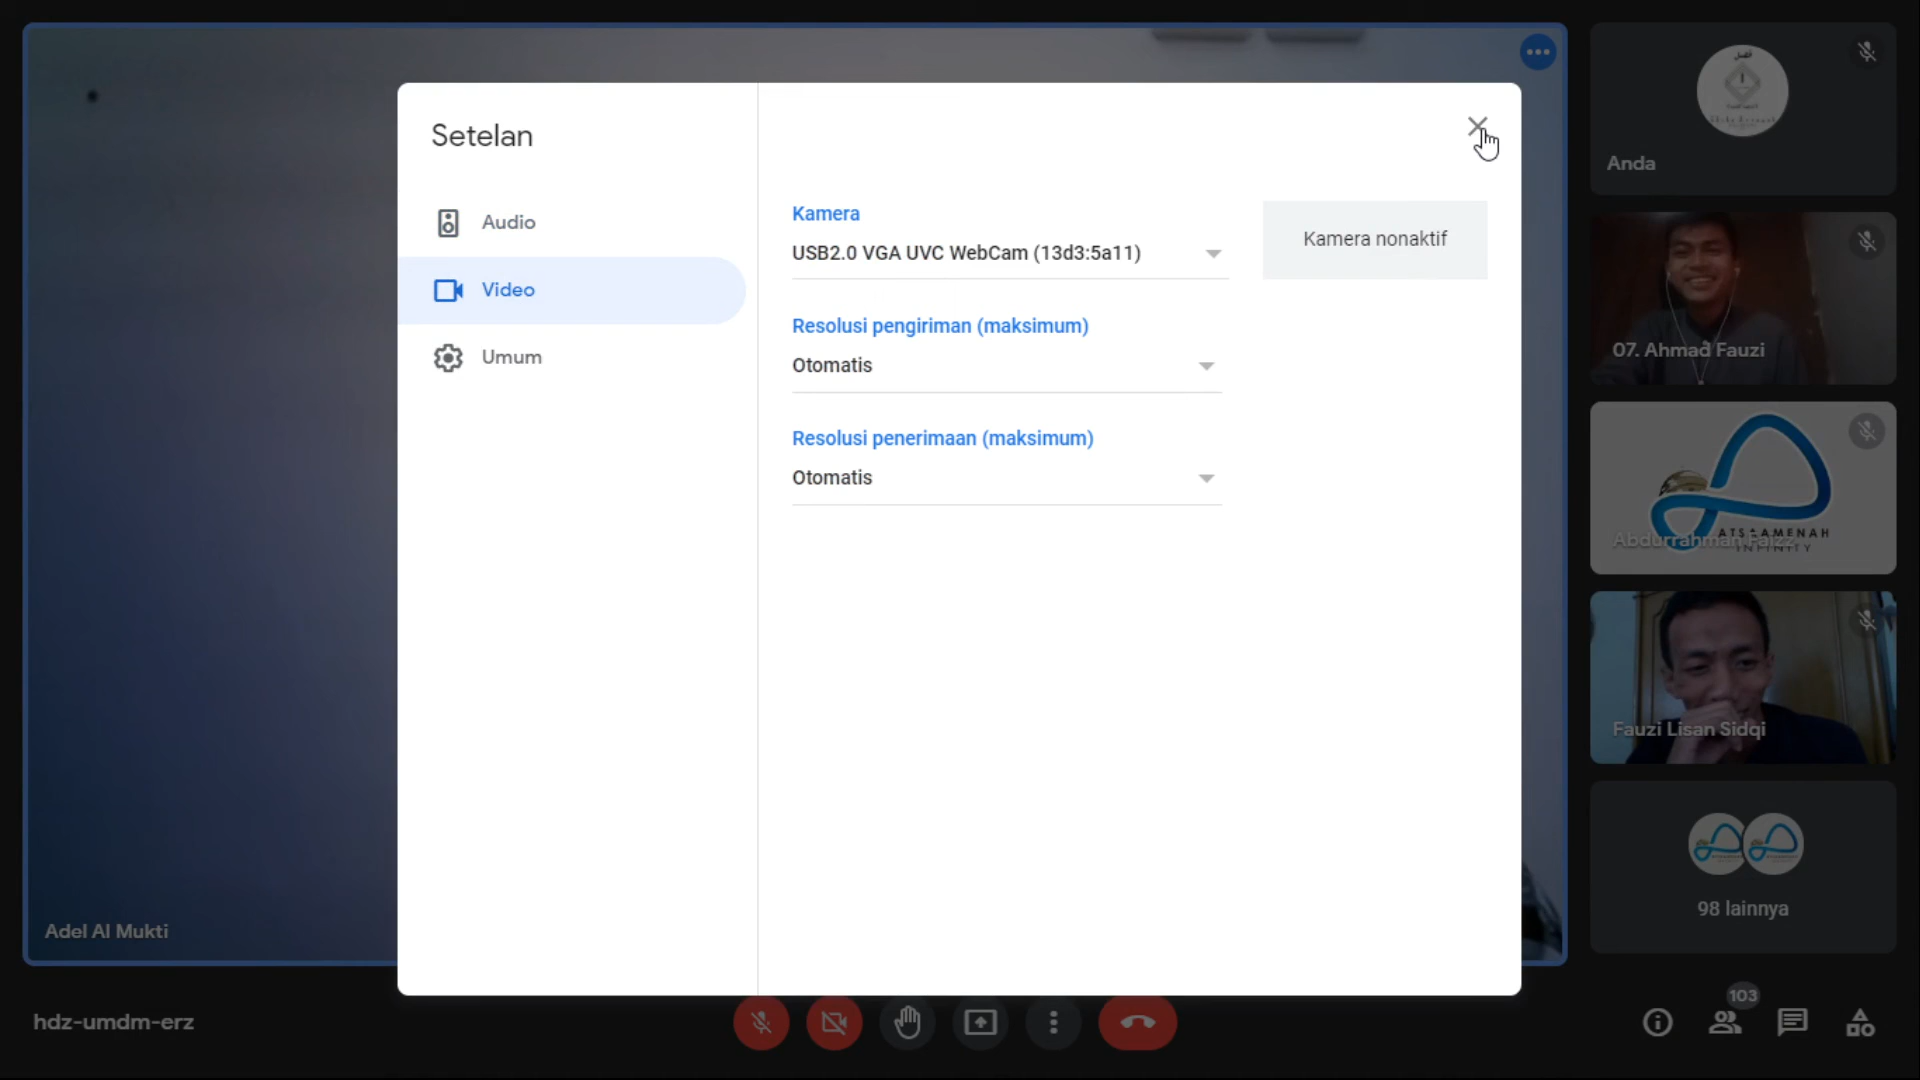 Setelan
Audio
Video
Umum
Kamera
USB2.0 VGA UVC WebCam (13d3:5a11)
Kamera nonaktif
Resolusi pengiriman (maksimum)
Otomatis
Resolusi penerimaan (maksimum)
Otomatis
Adel Al Mukti
Anda
07. Ahmad Fauzi
Abdurrahman Faizz
INFINITY
Fauzi Lisan Sidqi
98 lainnya
hdz-umdm-erz
103